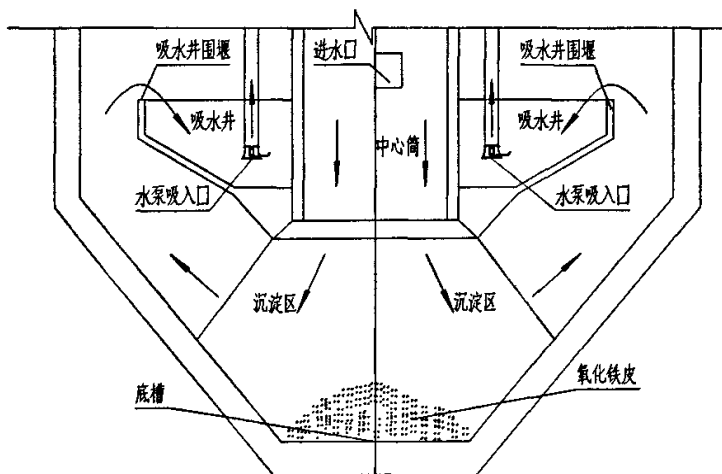 吸水井围堰
进水口
吸水井围堰
吸水井
吸水井
中心筒
水泵吸入口
水泵吸入口
沉淀区
沉淀区
底槽
氧化铁皮